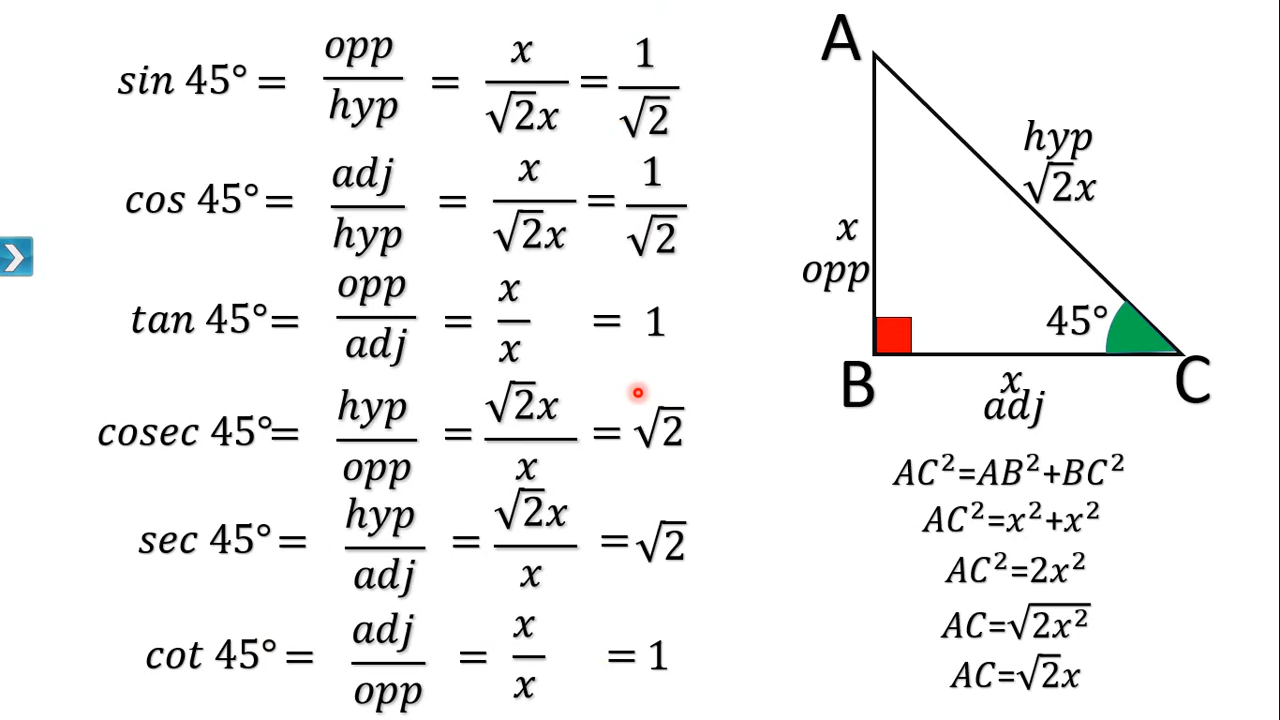 sin 45° = opp/hyp = x/√2x = 1/√2
cos 45° = adj/hyp = x/√2x = 1/√2
tan 45° = opp/adj = x/x = 1
cosec 45° = hyp/opp = √2x/x = √2
sec 45° = hyp/adj = √2x/x = √2
cot 45° = adj/opp = x/x = 1
A
hyp
√2x
x
opp
45°
B
C
x
adj
AC²=AB²+BC²
AC²=x²+x²
AC²=2x²
AC=√(2x²)
AC=√2x